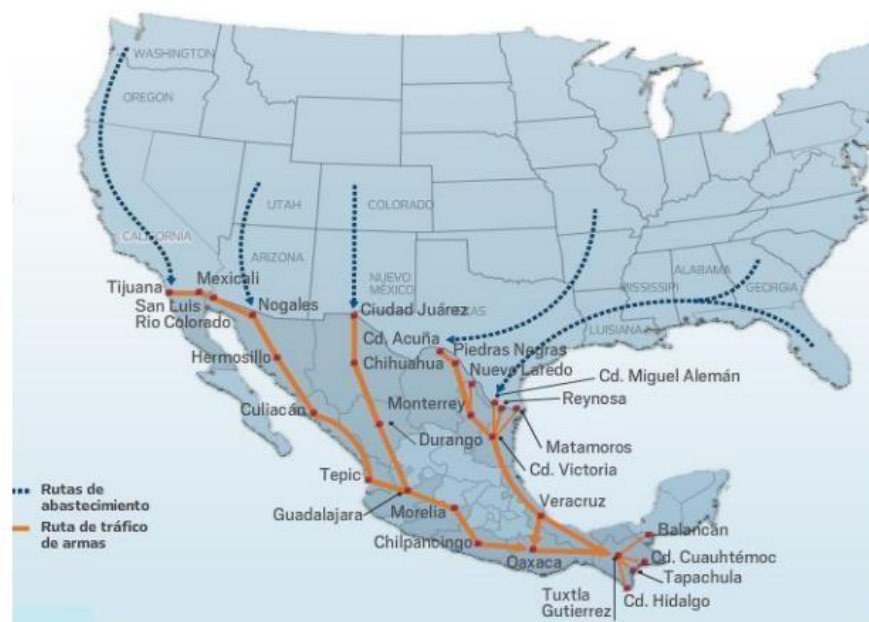 WASHINGTON
OREGON
UTAH
COLORADO
CALIFORNIA
ARIZONA
NUEVO
MÉXICO
ALABAMA
MISSISSIPPI
GEORGIA
LUISIANA
Tijuana
Mexicali
San Luis
Rio Colorado
Nogales
Ciudad Juárez
Cd. Acuña
Piedras Negras
Chihuahua
Nuevo Laredo
Cd. Miguel Alemán
Hermosillo
Reynosa
Monterrey
Culiacán
Matamoros
Durango
Cd. Victoria
Tepic
Rutas de
abastecimiento
Ruta de tráfico
de armas
Guadalajara
Morelia
Veracruz
Balancán
Chilpancingo
Oaxaca
Cd. Cuauhtémoc
Tapachula
Tuxtla
Gutierrez
Cd. Hidalgo